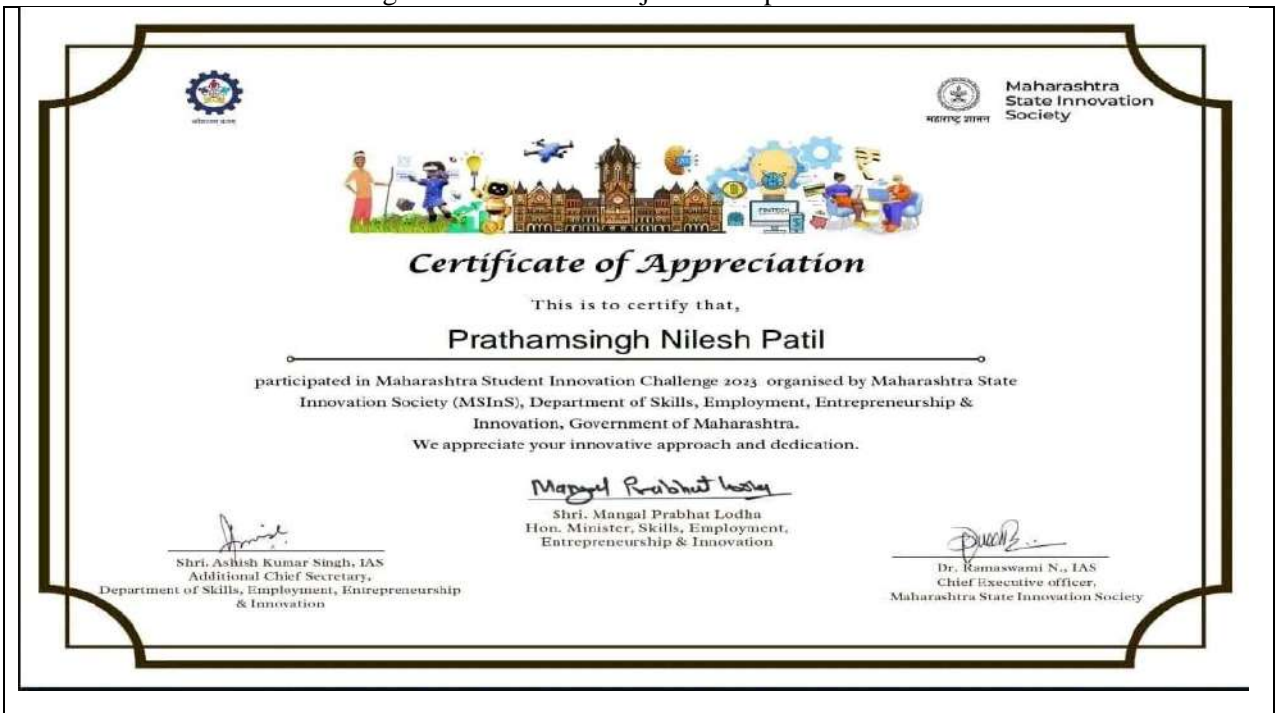 Maharashtra
State Innovation
Society
महाराष्ट्र शासन
FINTECH
Certificate of Appreciation
This is to certify that,
Prathamsingh Nilesh Patil
participated in Maharashtra Student Innovation Challenge 2023 organised by Maharashtra State
Innovation Society (MSInS), Department of Skills, Employment, Entrepreneurship &
Innovation, Government of Maharashtra.
We appreciate your innovative approach and dedication.
Mangal Prabhat Lodha
Shri. Mangal Prabhat Lodha
Hon. Minister, Skills, Employment,
Entrepreneurship & Innovation
Shri. Ashish Kumar Singh, IAS
Additional Chief Secretary,
Department of Skills, Employment, Entrepreneurship
& Innovation
Dr. Ramaswami N., IAS
Chief Executive officer,
Maharashtra State Innovation Society